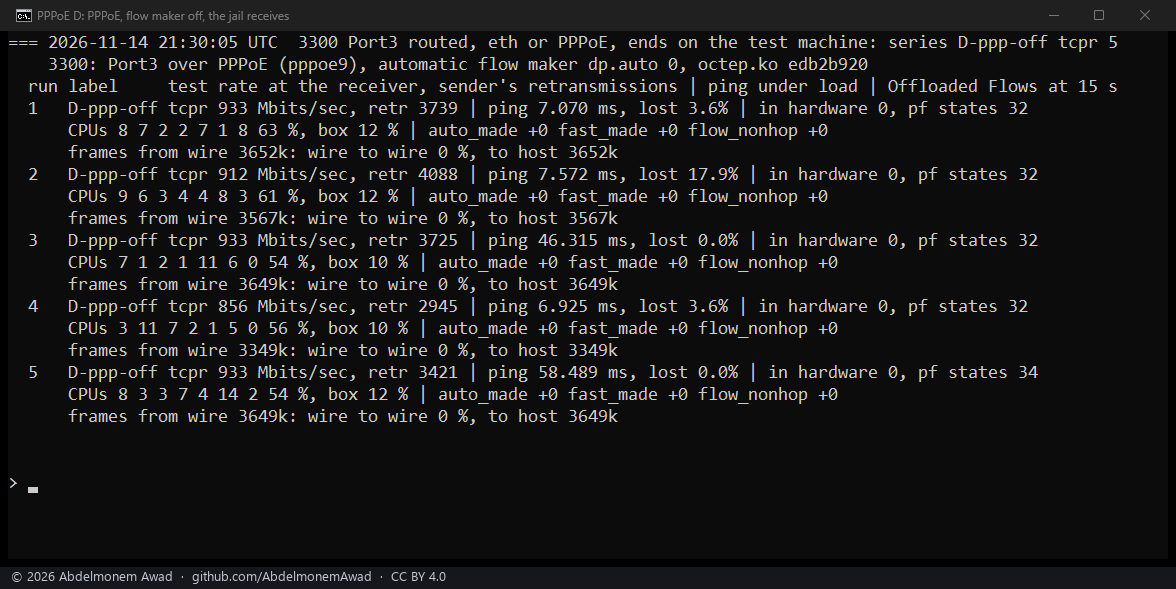 PPPoE D: PPPoE, flow maker off, the jail receives
=== 2026-11-14 21:30:05 UTC  3300 Port3 routed, eth or PPPoE, ends on the test machine: series D-ppp-off tcpr 5
    3300: Port3 over PPPoE (pppoe9), automatic flow maker dp.auto 0, octep.ko edb2b920
  run label     test rate at the receiver, sender's retransmissions | ping under load | Offloaded Flows at 15 s
  1   D-ppp-off tcpr 933 Mbits/sec, retr 3739 | ping 7.070 ms, lost 3.6% | in hardware 0, pf states 32
      CPUs 8 7 2 2 7 1 8 63 %, box 12 % | auto_made +0 fast_made +0 flow_nonhop +0
      frames from wire 3652k: wire to wire 0 %, to host 3652k
  2   D-ppp-off tcpr 912 Mbits/sec, retr 4088 | ping 7.572 ms, lost 17.9% | in hardware 0, pf states 32
      CPUs 9 6 3 4 4 8 3 61 %, box 12 % | auto_made +0 fast_made +0 flow_nonhop +0
      frames from wire 3567k: wire to wire 0 %, to host 3567k
  3   D-ppp-off tcpr 933 Mbits/sec, retr 3725 | ping 46.315 ms, lost 0.0% | in hardware 0, pf states 32
      CPUs 7 1 2 1 11 6 0 54 %, box 10 % | auto_made +0 fast_made +0 flow_nonhop +0
      frames from wire 3649k: wire to wire 0 %, to host 3649k
  4   D-ppp-off tcpr 856 Mbits/sec, retr 2945 | ping 6.925 ms, lost 3.6% | in hardware 0, pf states 32
      CPUs 3 11 7 2 1 5 0 56 %, box 10 % | auto_made +0 fast_made +0 flow_nonhop +0
      frames from wire 3349k: wire to wire 0 %, to host 3349k
  5   D-ppp-off tcpr 933 Mbits/sec, retr 3421 | ping 58.489 ms, lost 0.0% | in hardware 0, pf states 34
      CPUs 8 3 3 7 4 14 2 54 %, box 12 % | auto_made +0 fast_made +0 flow_nonhop +0
      frames from wire 3649k: wire to wire 0 %, to host 3649k
> _
© 2026 Abdelmonem Awad · github.com/AbdelmonemAwad · CC BY 4.0